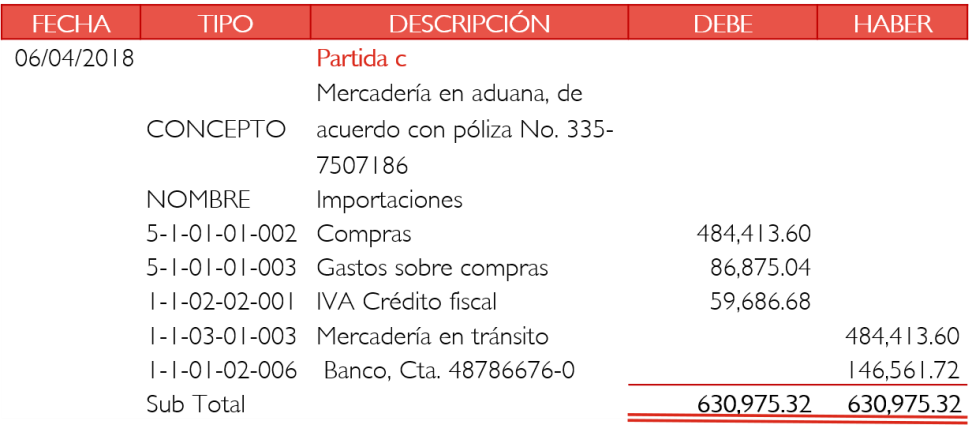 FECHA TIPO DESCRIPCIÓN DEBE HABER
06/04/2018 Partida c
Mercadería en aduana, de
CONCEPTO acuerdo con póliza No. 335-
7507186
NOMBRE Importaciones
5-1-01-01-002 Compras 484,413.60
5-1-01-01-003 Gastos sobre compras 86,875.04
1-1-02-02-001 IVA Crédito fiscal 59,686.68
1-1-03-01-003 Mercadería en tránsito 484,413.60
1-1-01-02-006 Banco, Cta. 48786676-0 146,561.72
Sub Total 630,975.32 630,975.32